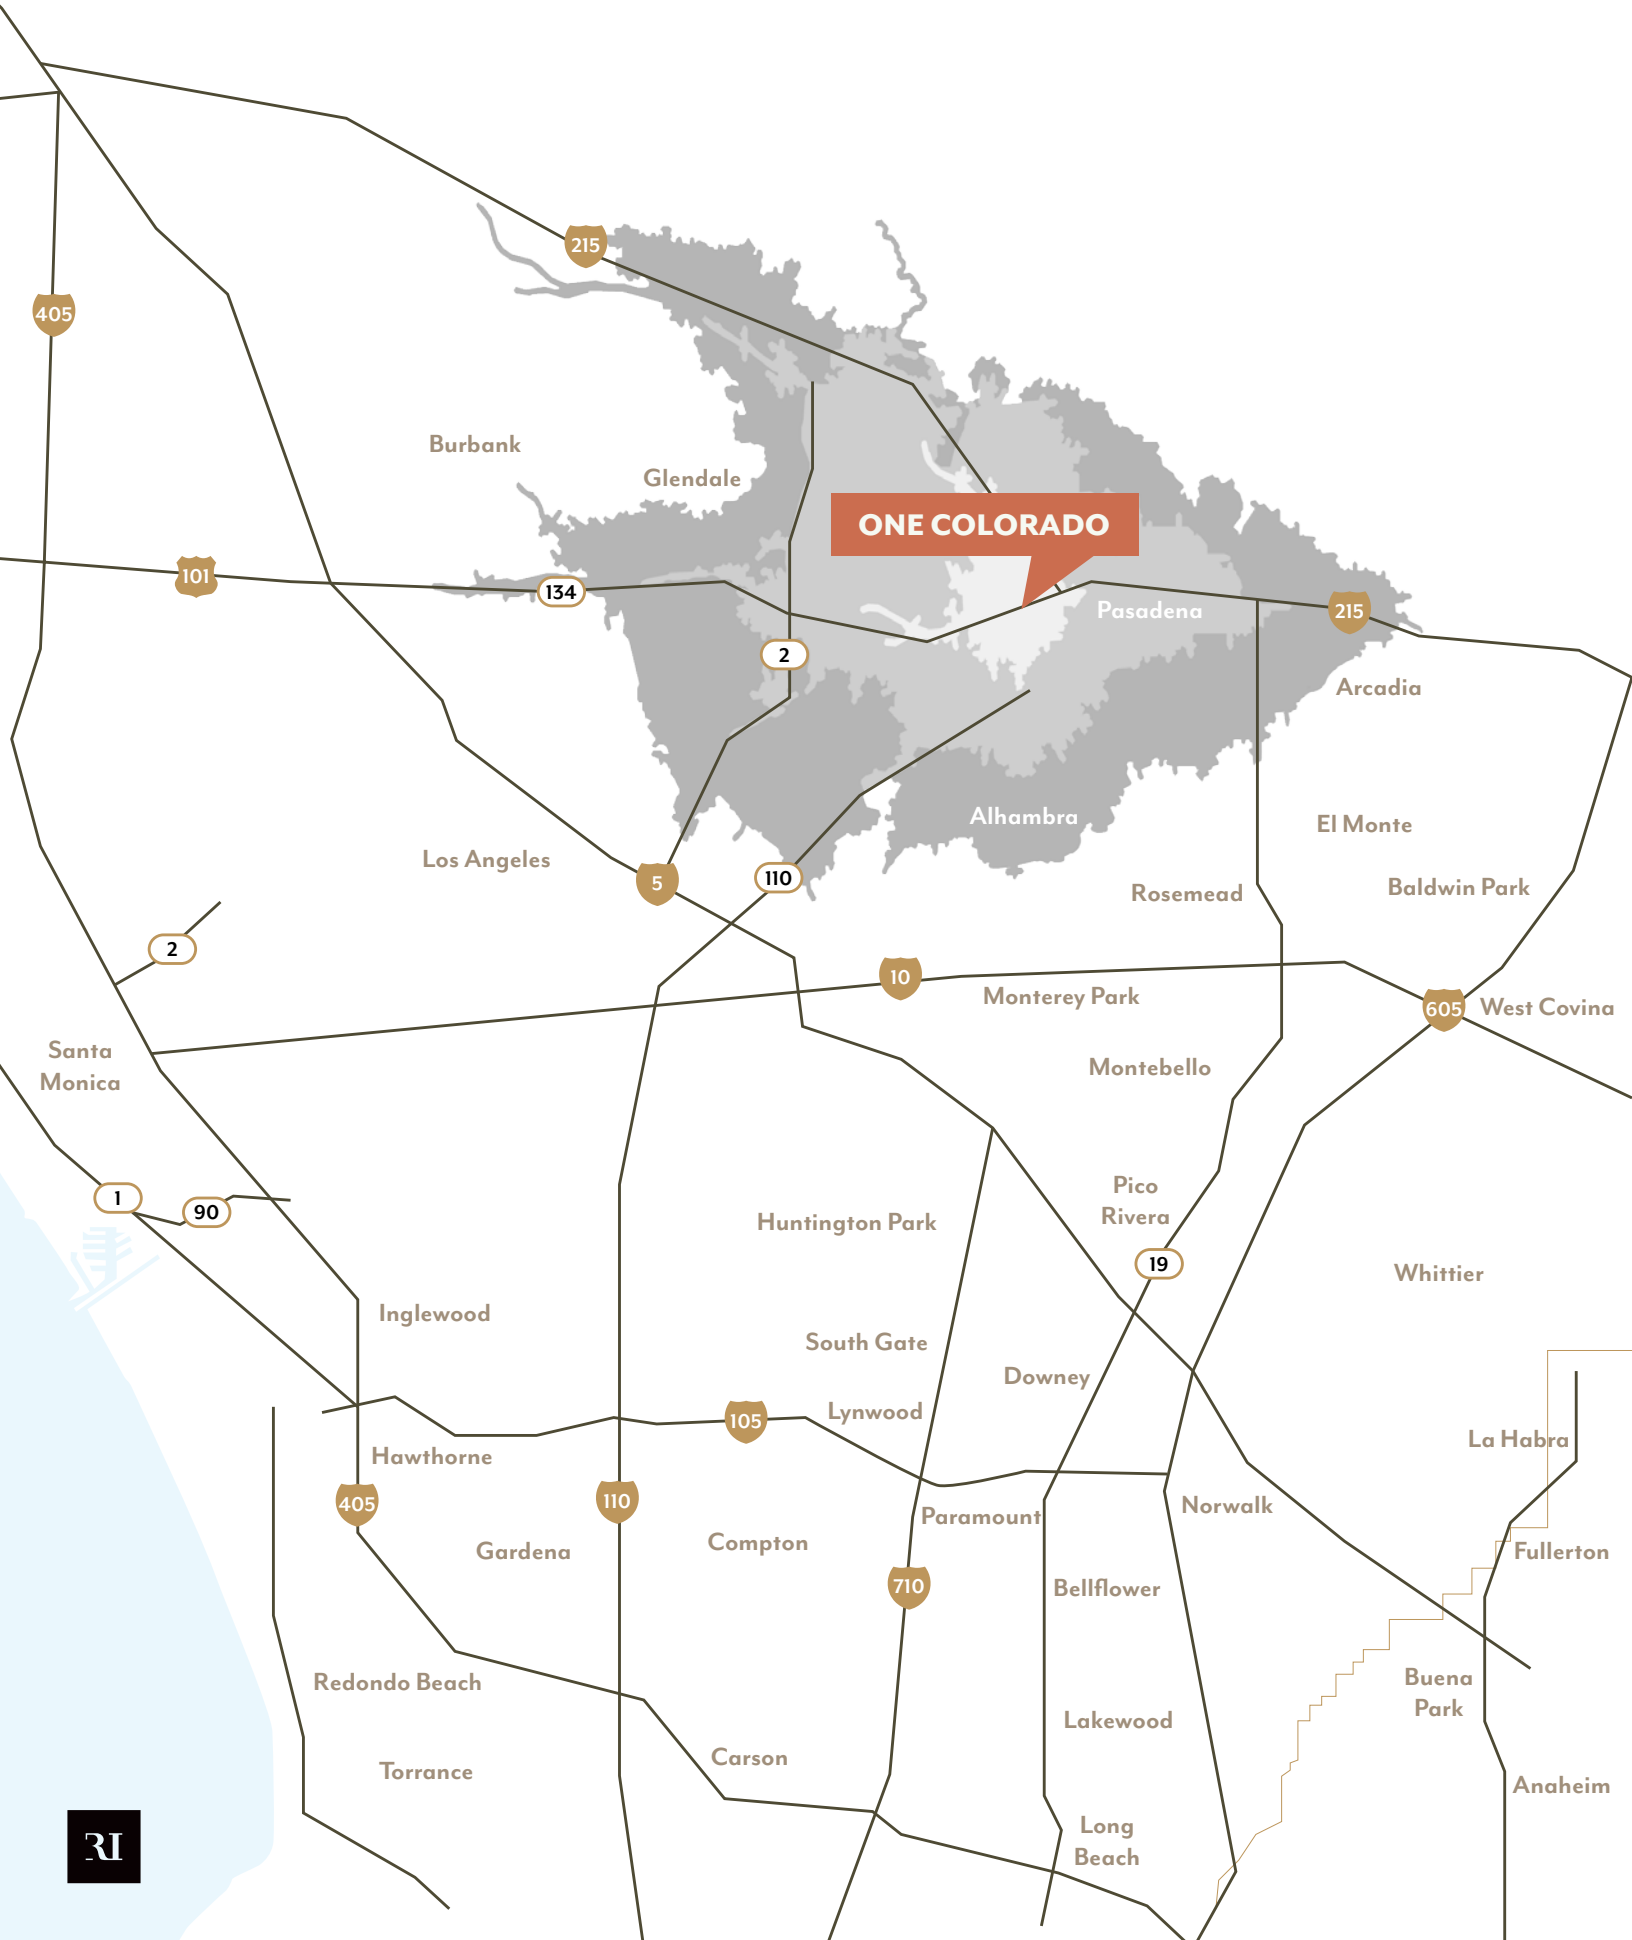 215
405
Burbank
Glendale
ONE COLORADO
101
134
Pasadena
215
2
Arcadia
Alhambra
El Monte
Los Angeles
5
110
Rosemead
Baldwin Park
2
10
Monterey Park
605
West Covina
Santa
Monica
Montebello
1
90
Pico
Rivera
Huntington Park
19
Whittier
Inglewood
South Gate
Downey
Lynwood
105
La Habra
Hawthorne
405
110
Norwalk
Paramount
Compton
Gardena
Fullerton
710
Bellflower
Redondo Beach
Buena
Park
Lakewood
Carson
Torrance
Anaheim
Long
Beach